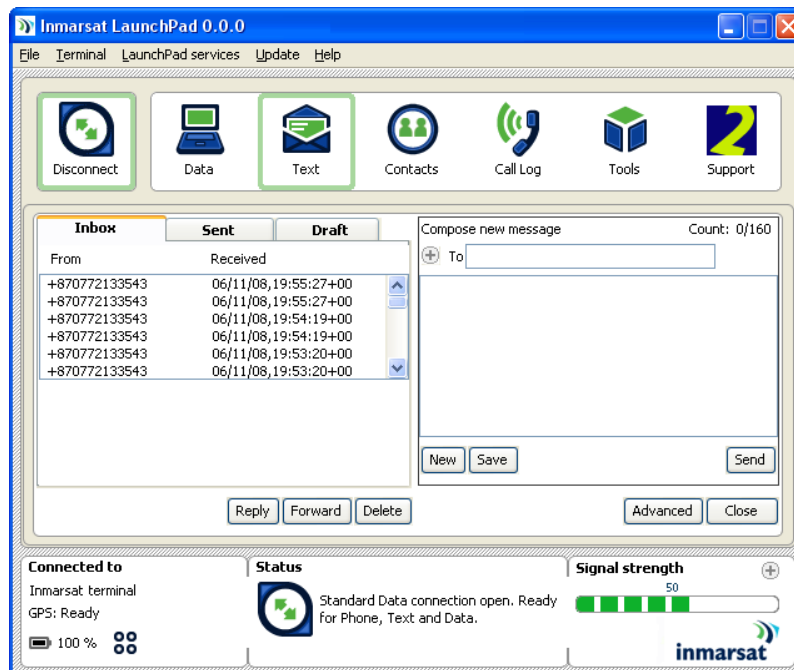 Inmarsat LaunchPad 0.0.0
File Terminal LaunchPad services Update Help
Disconnect Data Text Contacts Call Log Tools Support
Inbox Sent Draft
From Received
+870772133543 06/11/08,19:55:27+00
+870772133543 06/11/08,19:55:27+00
+870772133543 06/11/08,19:54:19+00
+870772133543 06/11/08,19:54:19+00
+870772133543 06/11/08,19:53:20+00
+870772133543 06/11/08,19:53:20+00
Reply Forward Delete
Compose new message Count: 0/160
To
New Save Send
Advanced Close
Connected to
Inmarsat terminal
GPS: Ready
100 %
Status
Standard Data connection open. Ready
for Phone, Text and Data.
Signal strength
50
inmarsat